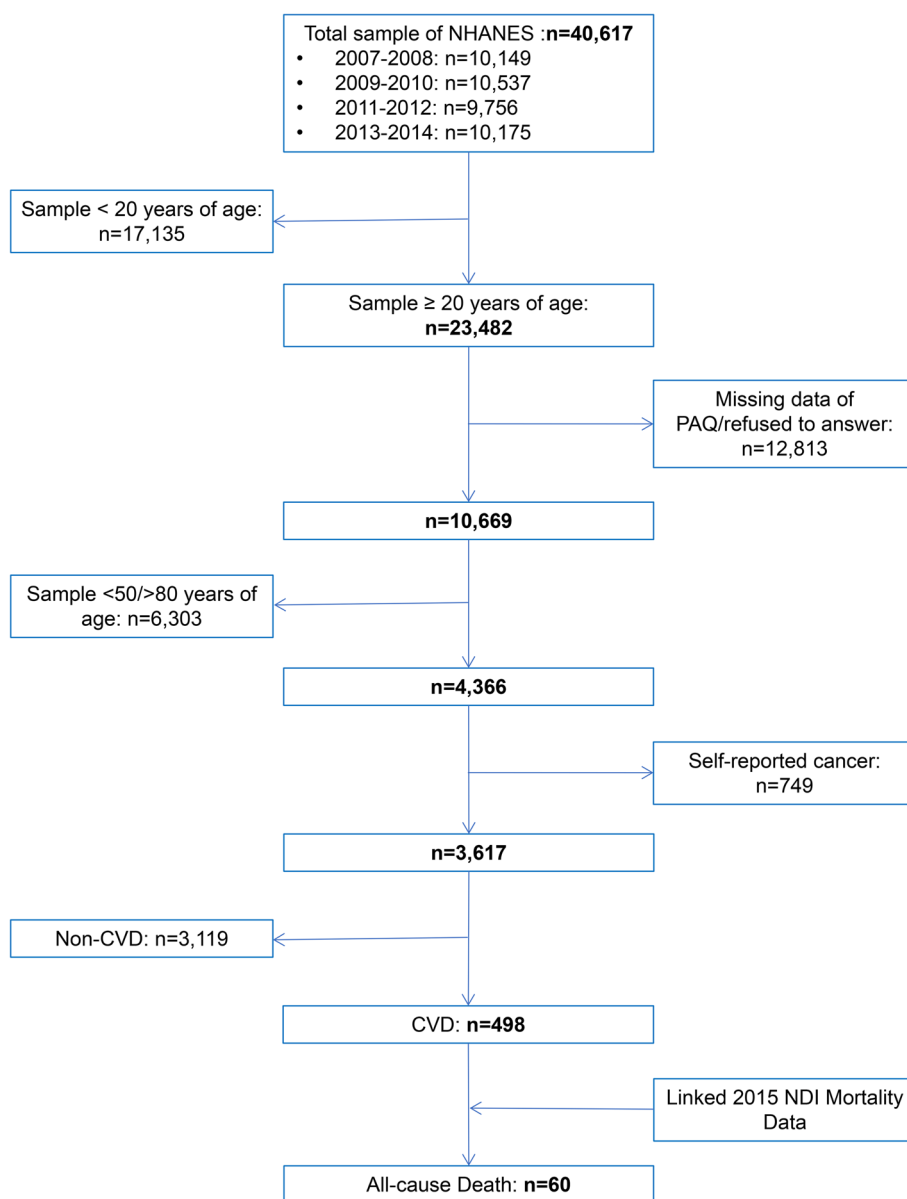 Total sample of NHANES :n=40,617
• 2007-2008: n=10,149
• 2009-2010: n=10,537
• 2011-2012: n=9,756
• 2013-2014: n=10,175
Sample < 20 years of age:
n=17,135
Sample ≥ 20 years of age:
n=23,482
Missing data of
PAQ/refused to answer:
n=12,813
n=10,669
Sample <50/>80 years of
age: n=6,303
n=4,366
Self-reported cancer:
n=749
n=3,617
Non-CVD: n=3,119
CVD: n=498
Linked 2015 NDI Mortality
Data
All-cause Death: n=60